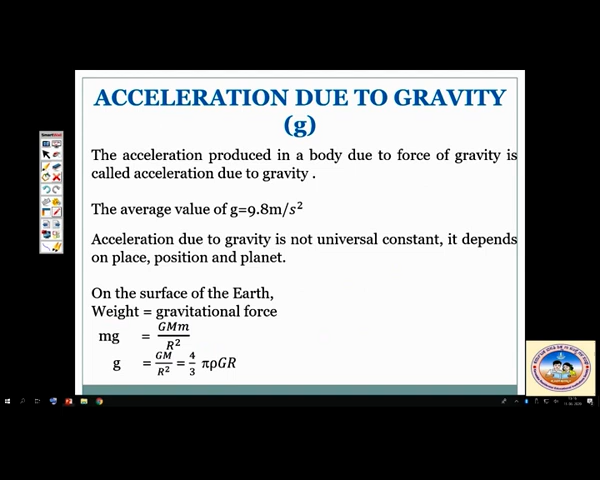 ACCELERATION DUE TO GRAVITY
(g)
The acceleration produced in a body due to force of gravity is
called acceleration due to gravity .
The average value of g=9.8m/s²
Acceleration due to gravity is not universal constant, it depends
on place, position and planet.
On the surface of the Earth,
Weight = gravitational force
mg = GMm/R²
g = GM/R² = 4/3 πρGR